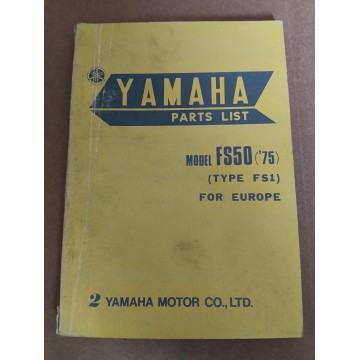 YAMAHA
PARTS LIST
MODEL FS50 ('75)
(TYPE FS1)
FOR EUROPE
2 YAMAHA MOTOR CO., LTD.